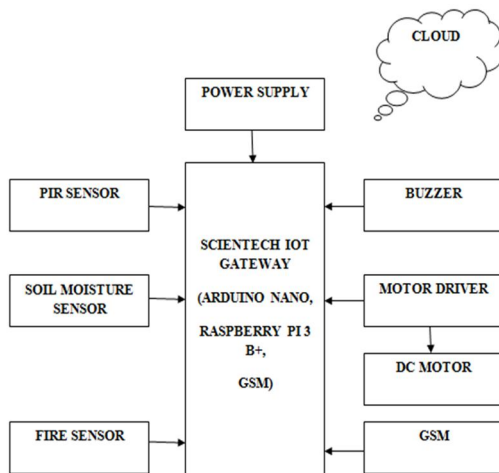 CLOUD
POWER SUPPLY
PIR SENSOR
SCIENTECH IOT
GATEWAY
(ARDUINO NANO,
RASPBERRY PI 3
B+,
GSM)
BUZZER
SOIL MOISTURE
SENSOR
MOTOR DRIVER
DC MOTOR
FIRE SENSOR
GSM